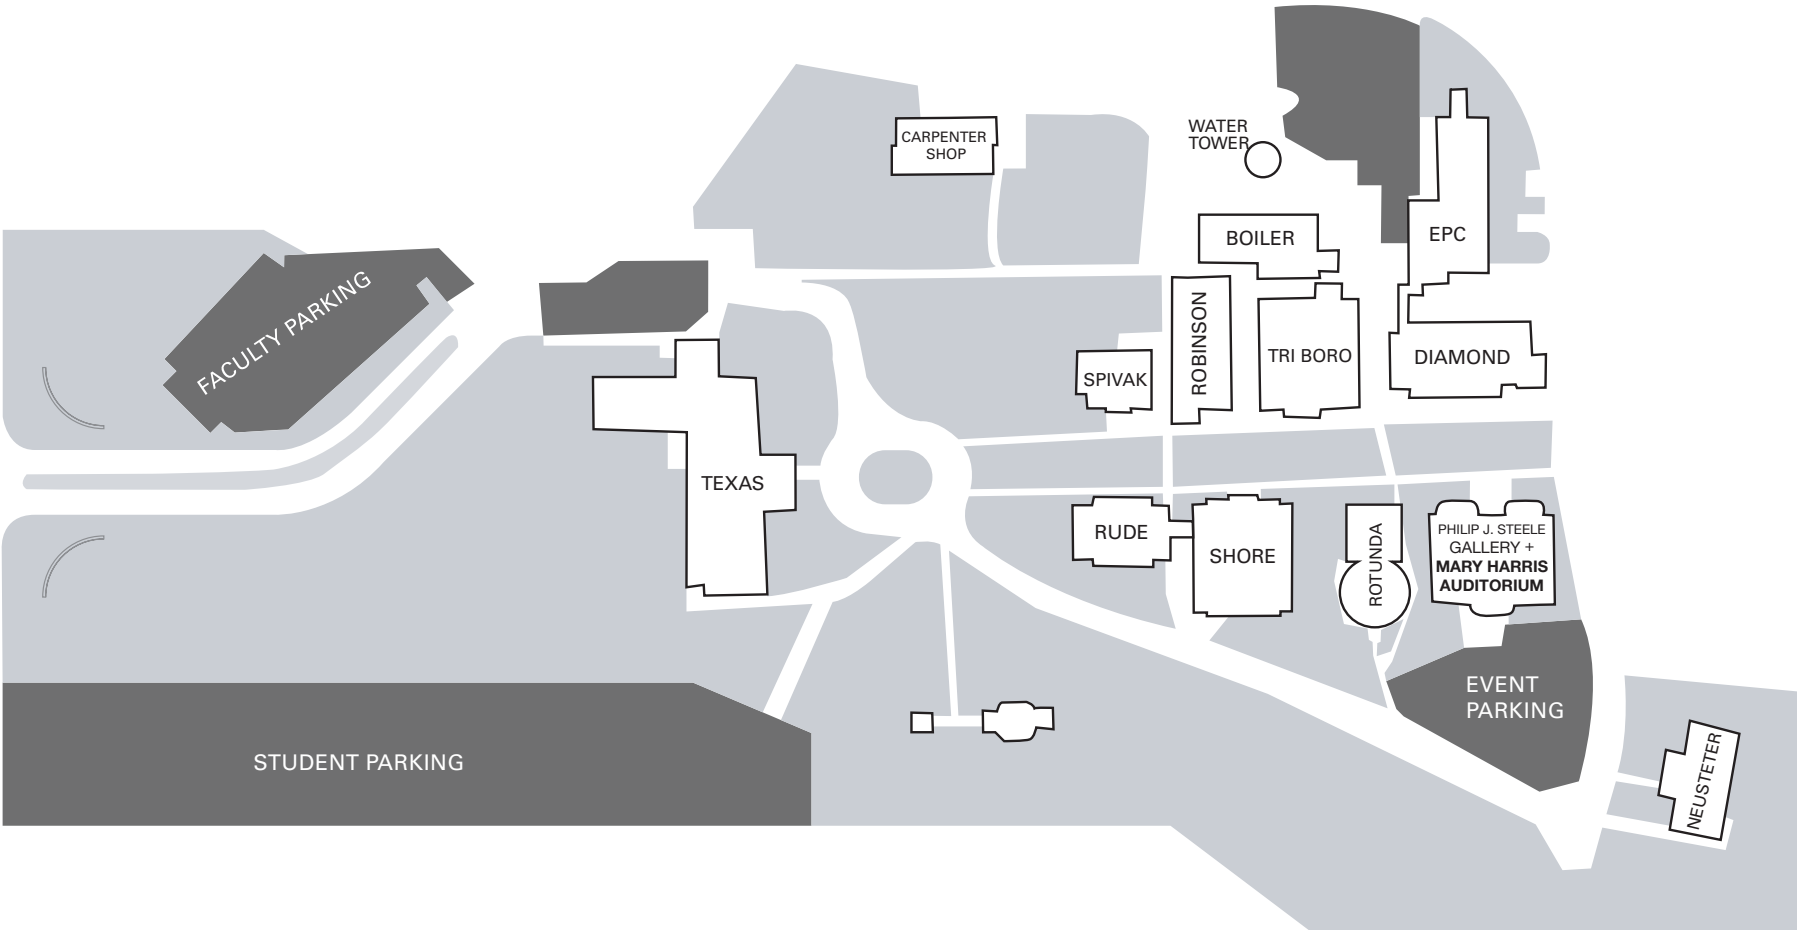 WATER
TOWER
CARPENTER
SHOP
BOILER
EPC
FACULTY PARKING
ROBINSON
TRI BORO
DIAMOND
SPIVAK
TEXAS
RUDE
SHORE
ROTUNDA
PHILIP J. STEELE
GALLERY +
MARY HARRIS
AUDITORIUM
EVENT
PARKING
STUDENT PARKING
NEUSTETER